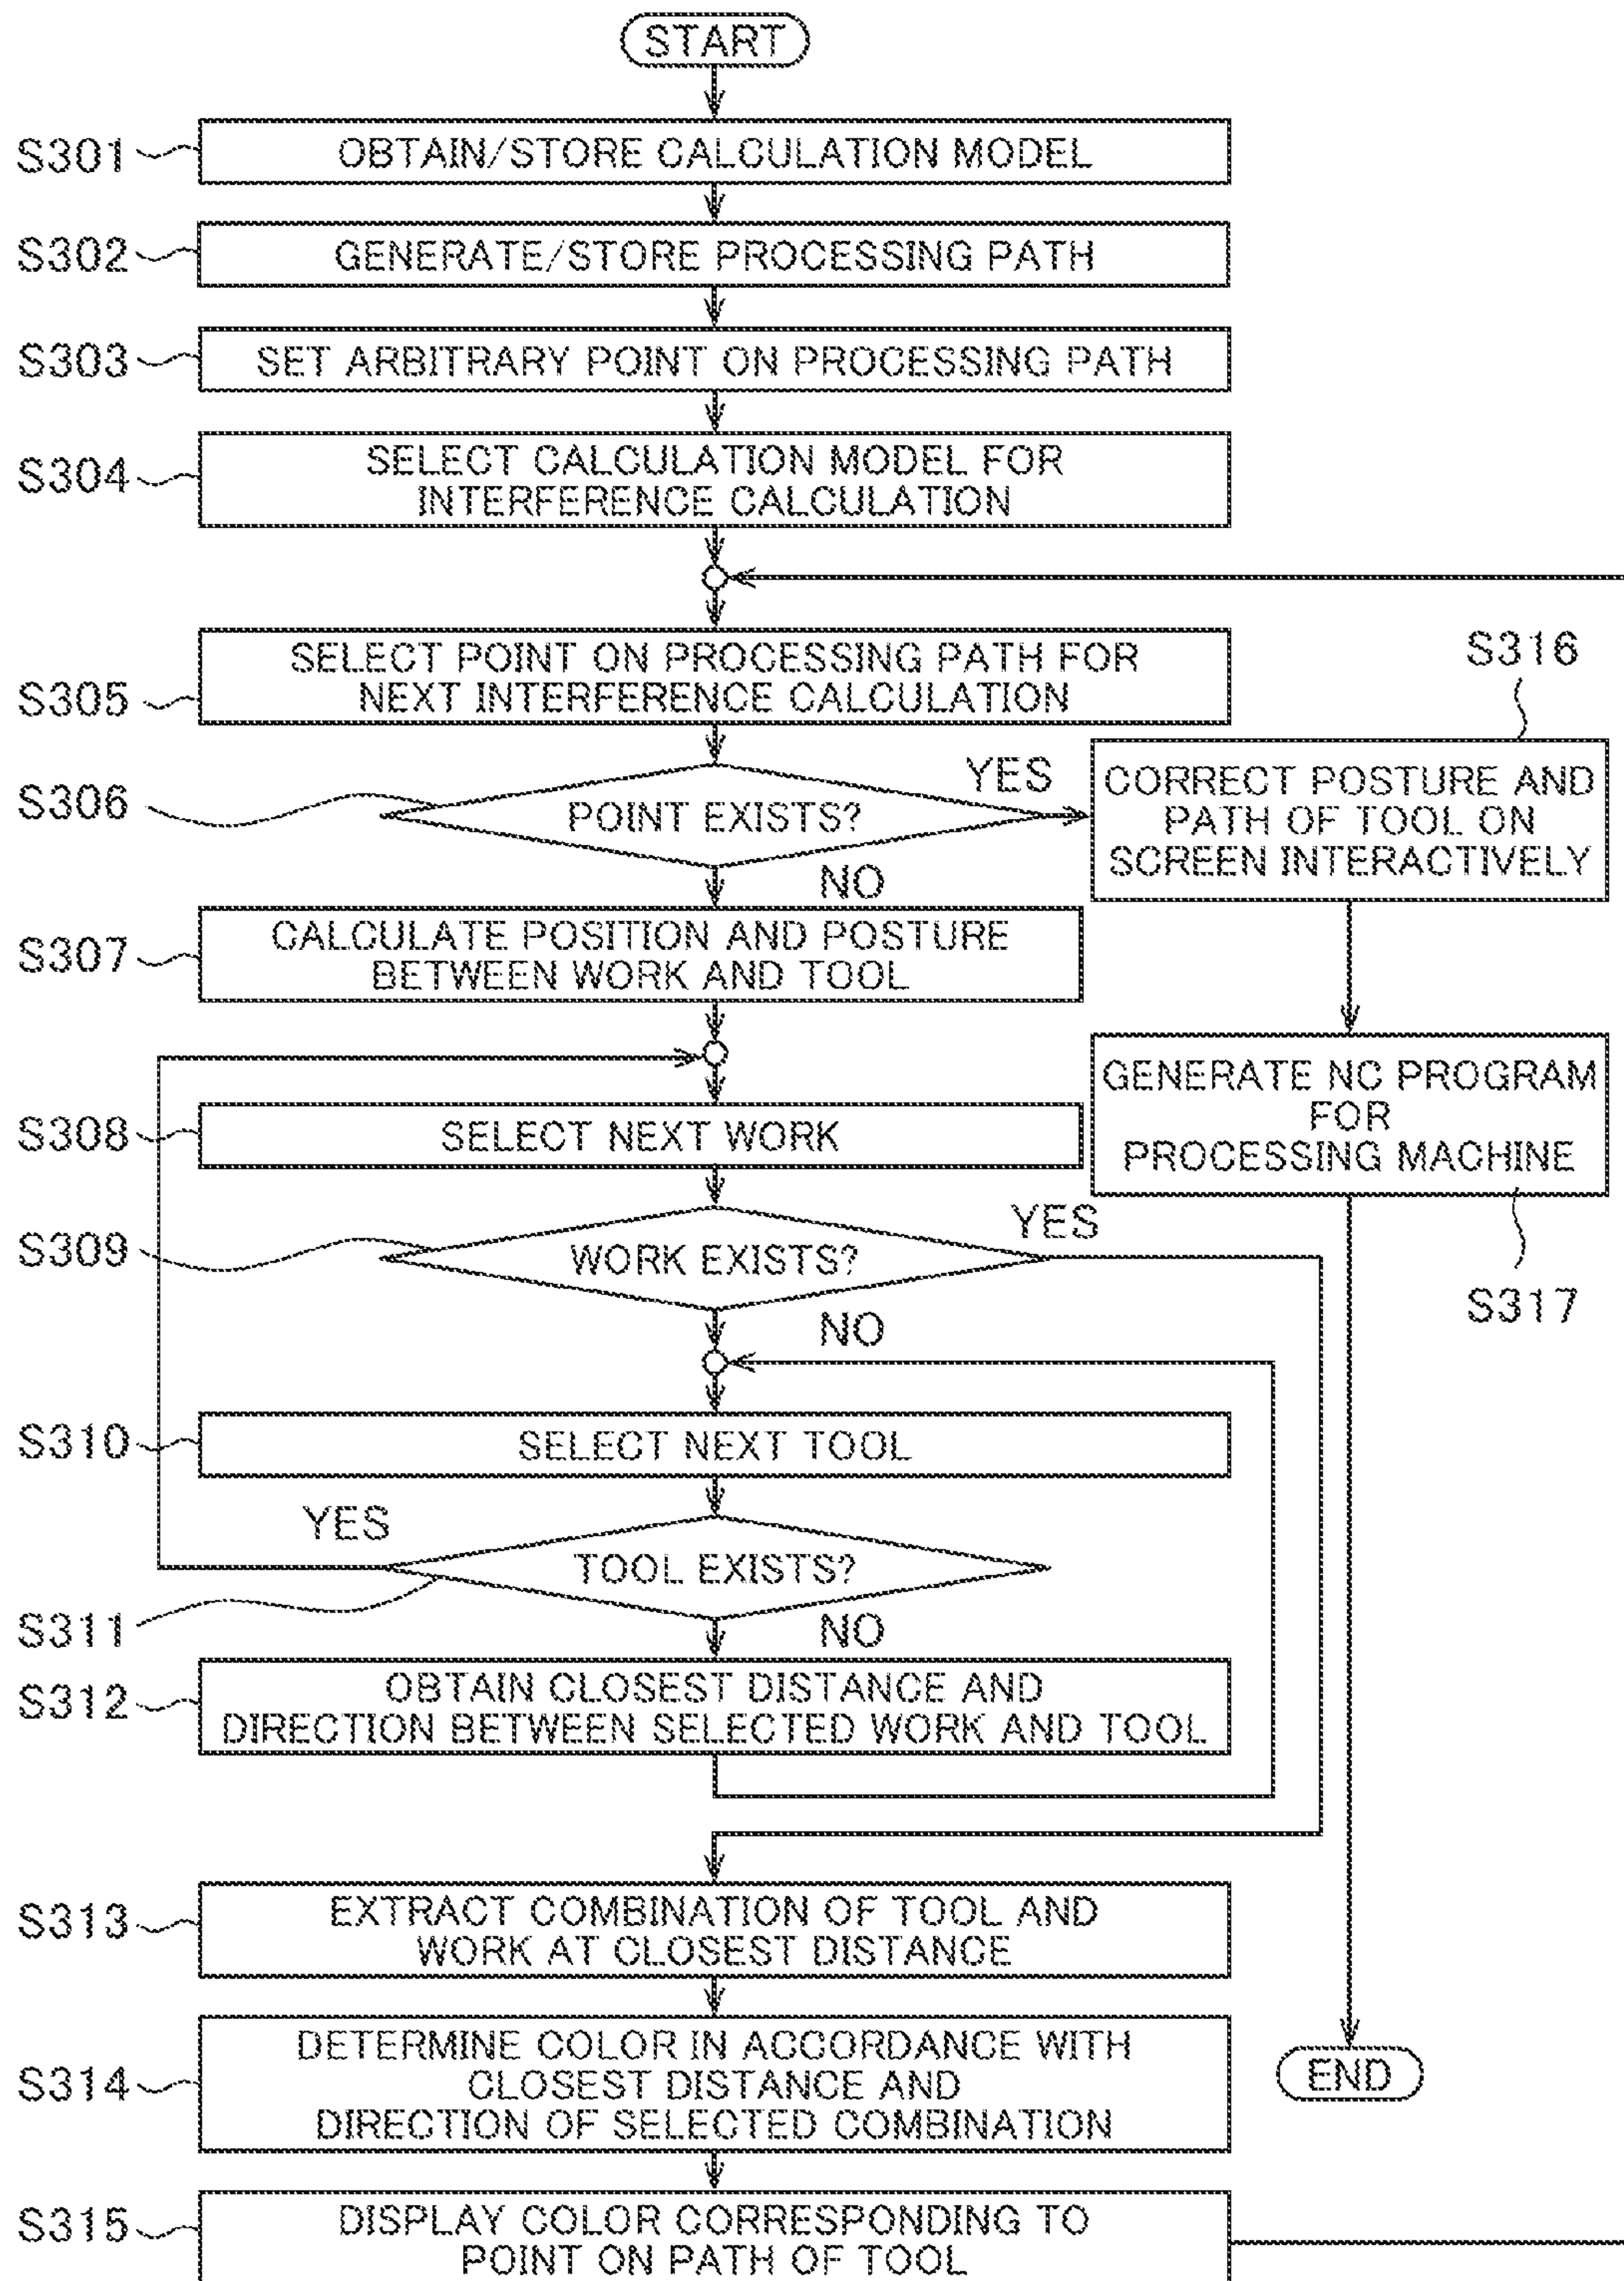 START
S301
OBTAIN/STORE CALCULATION MODEL
S302
GENERATE/STORE PROCESSING PATH
S303
SET ARBITRARY POINT ON PROCESSING PATH
S304
SELECT CALCULATION MODEL FOR
INTERFERENCE CALCULATION
S305
SELECT POINT ON PROCESSING PATH FOR
NEXT INTERFERENCE CALCULATION
S306
POINT EXISTS?
YES
NO
S316
CORRECT POSTURE AND
PATH OF TOOL ON
SCREEN INTERACTIVELY
S307
CALCULATE POSITION AND POSTURE
BETWEEN WORK AND TOOL
S308
SELECT NEXT WORK
GENERATE NC PROGRAM
FOR
PROCESSING MACHINE
S317
S309
WORK EXISTS?
YES
NO
S310
SELECT NEXT TOOL
YES
S311
TOOL EXISTS?
NO
S312
OBTAIN CLOSEST DISTANCE AND
DIRECTION BETWEEN SELECTED WORK AND TOOL
S313
EXTRACT COMBINATION OF TOOL AND
WORK AT CLOSEST DISTANCE
S314
DETERMINE COLOR IN ACCORDANCE WITH
CLOSEST DISTANCE AND
DIRECTION OF SELECTED COMBINATION
END
S315
DISPLAY COLOR CORRESPONDING TO
POINT ON PATH OF TOOL